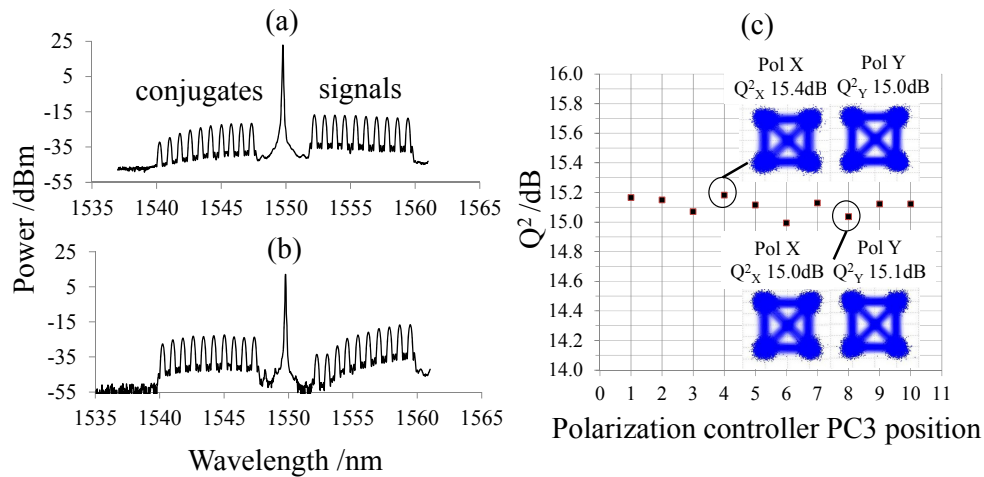 (a)
25
5
-15
-35
-55
conjugates
signals
1535 1540 1545 1550 1555 1560 1565
(b)
25
5
-15
-35
-55
1535 1540 1545 1550 1555 1560 1565
Power /dBm
Wavelength /nm
(c)
16.0
15.8
15.6
15.4
15.2
15.0
14.8
14.6
14.4
14.2
14.0
Q² /dB
Pol X Pol Y
Q²X 15.4dB Q²Y 15.0dB
Pol X Pol Y
Q²X 15.0dB Q²Y 15.1dB
0 1 2 3 4 5 6 7 8 9 10 11
Polarization controller PC3 position